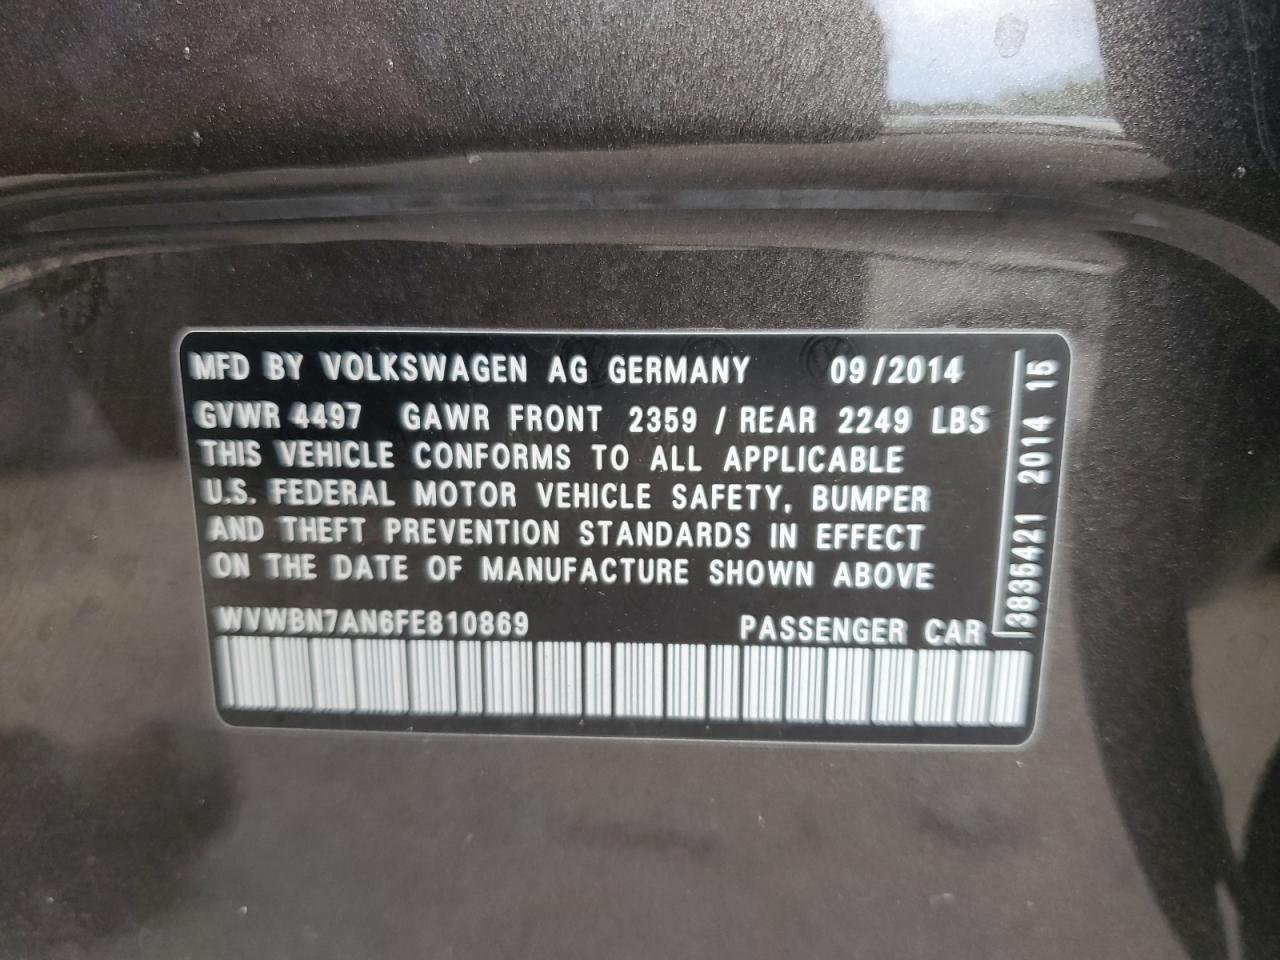 MFD BY VOLKSWAGEN AG GERMANY 09/2014
GVWR 4497 GAWR FRONT 2359 / REAR 2249 LBS
THIS VEHICLE CONFORMS TO ALL APPLICABLE
U.S. FEDERAL MOTOR VEHICLE SAFETY, BUMPER
AND THEFT PREVENTION STANDARDS IN EFFECT
ON THE DATE OF MANUFACTURE SHOWN ABOVE
WVWBN7AN6FE810869 PASSENGER CAR
3835421 2014 15